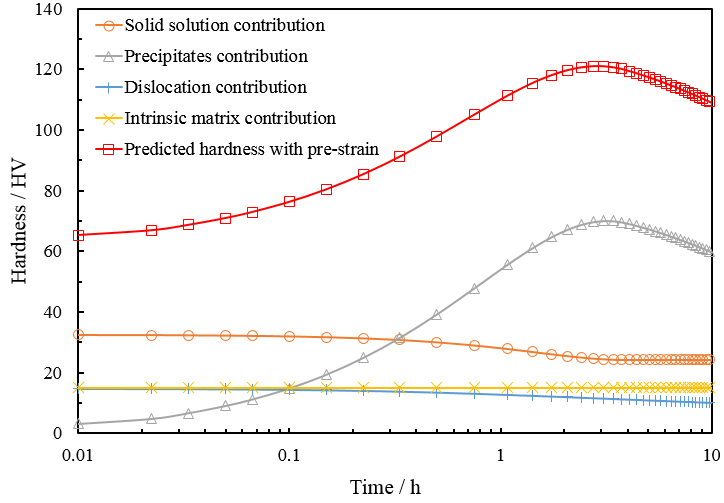 140
120
100
80
60
40
20
0
Hardness / HV
Solid solution contribution
Precipitates contribution
Dislocation contribution
Intrinsic matrix contribution
Predicted hardness with pre-strain
0.01
0.1
1
10
Time / h